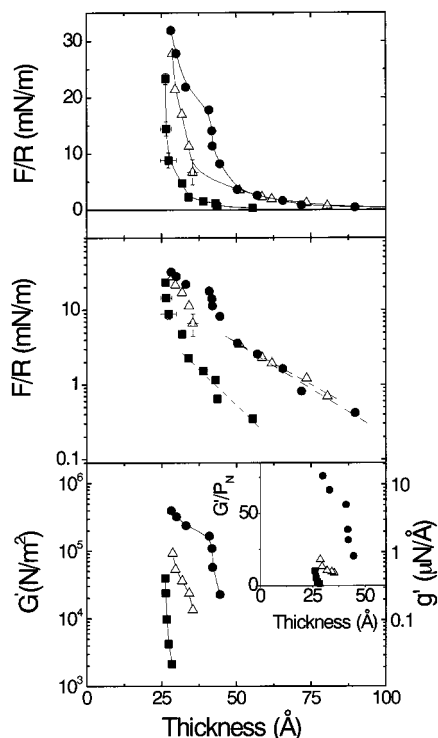 30
20
10
0
F/R (mN/m)
10
1
0.1
F/R (mN/m)
10⁶
10⁵
10⁴
10³
G'(N/m²)
10
1
0.1
g' (μN/Å)
75
50
0
G'/P_N
0 25 50
Thickness (Å)
0 25 50 75 100
Thickness (Å)